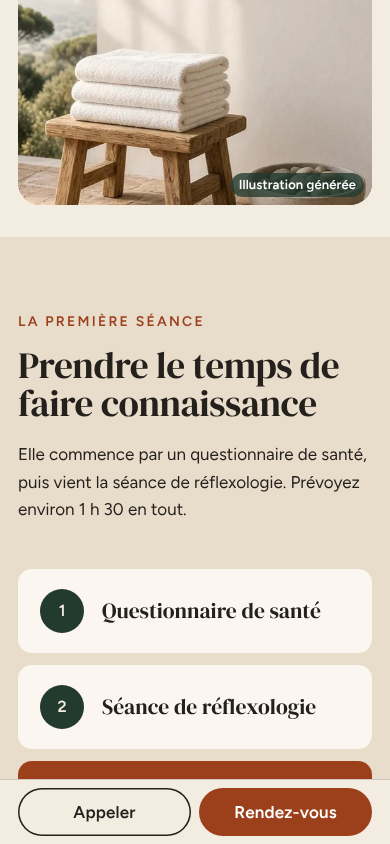 Illustration générée
LA PREMIÈRE SÉANCE
Prendre le temps de
faire connaissance
Elle commence par un questionnaire de santé,
puis vient la séance de réflexologie. Prévoyez
environ 1 h 30 en tout.
1 Questionnaire de santé
2 Séance de réflexologie
Appeler Rendez-vous